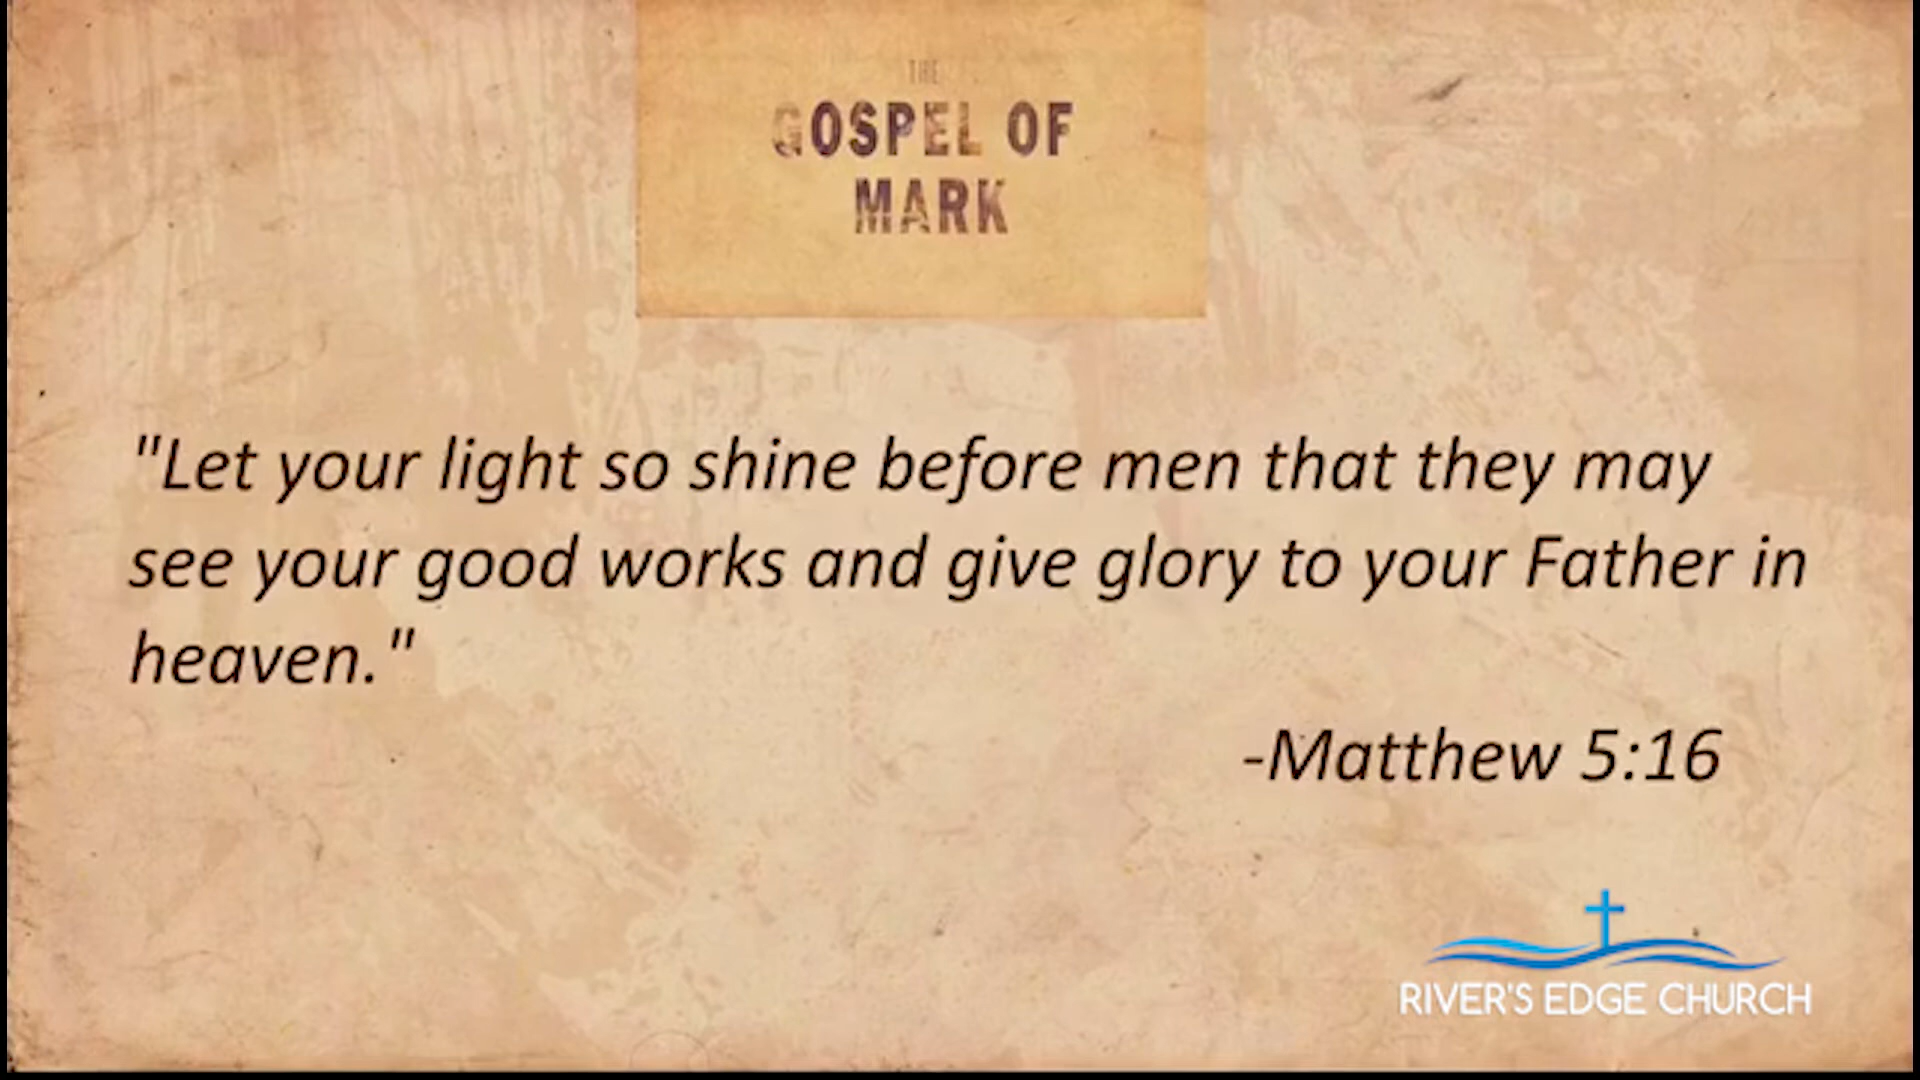 THE
GOSPEL OF
MARK
"Let your light so shine before men that they may
see your good works and give glory to your Father in
heaven."
-Matthew 5:16
RIVER'S EDGE CHURCH